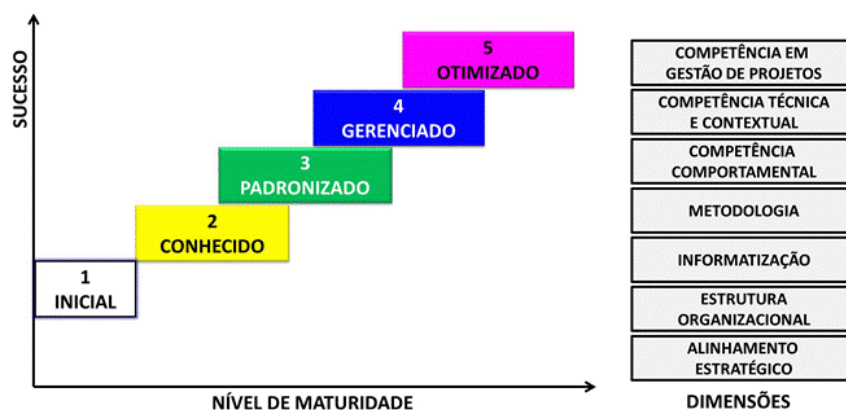 SUCESSO
5
OTIMIZADO
4
GERENCIADO
3
PADRONIZADO
2
CONHECIDO
1
INICIAL
NÍVEL DE MATURIDADE
COMPETÊNCIA EM
GESTÃO DE PROJETOS
COMPETÊNCIA TÉCNICA
E CONTEXTUAL
COMPETÊNCIA
COMPORTAMENTAL
METODOLOGIA
INFORMATIZAÇÃO
ESTRUTURA
ORGANIZACIONAL
ALINHAMENTO
ESTRATÉGICO
DIMENSÕES